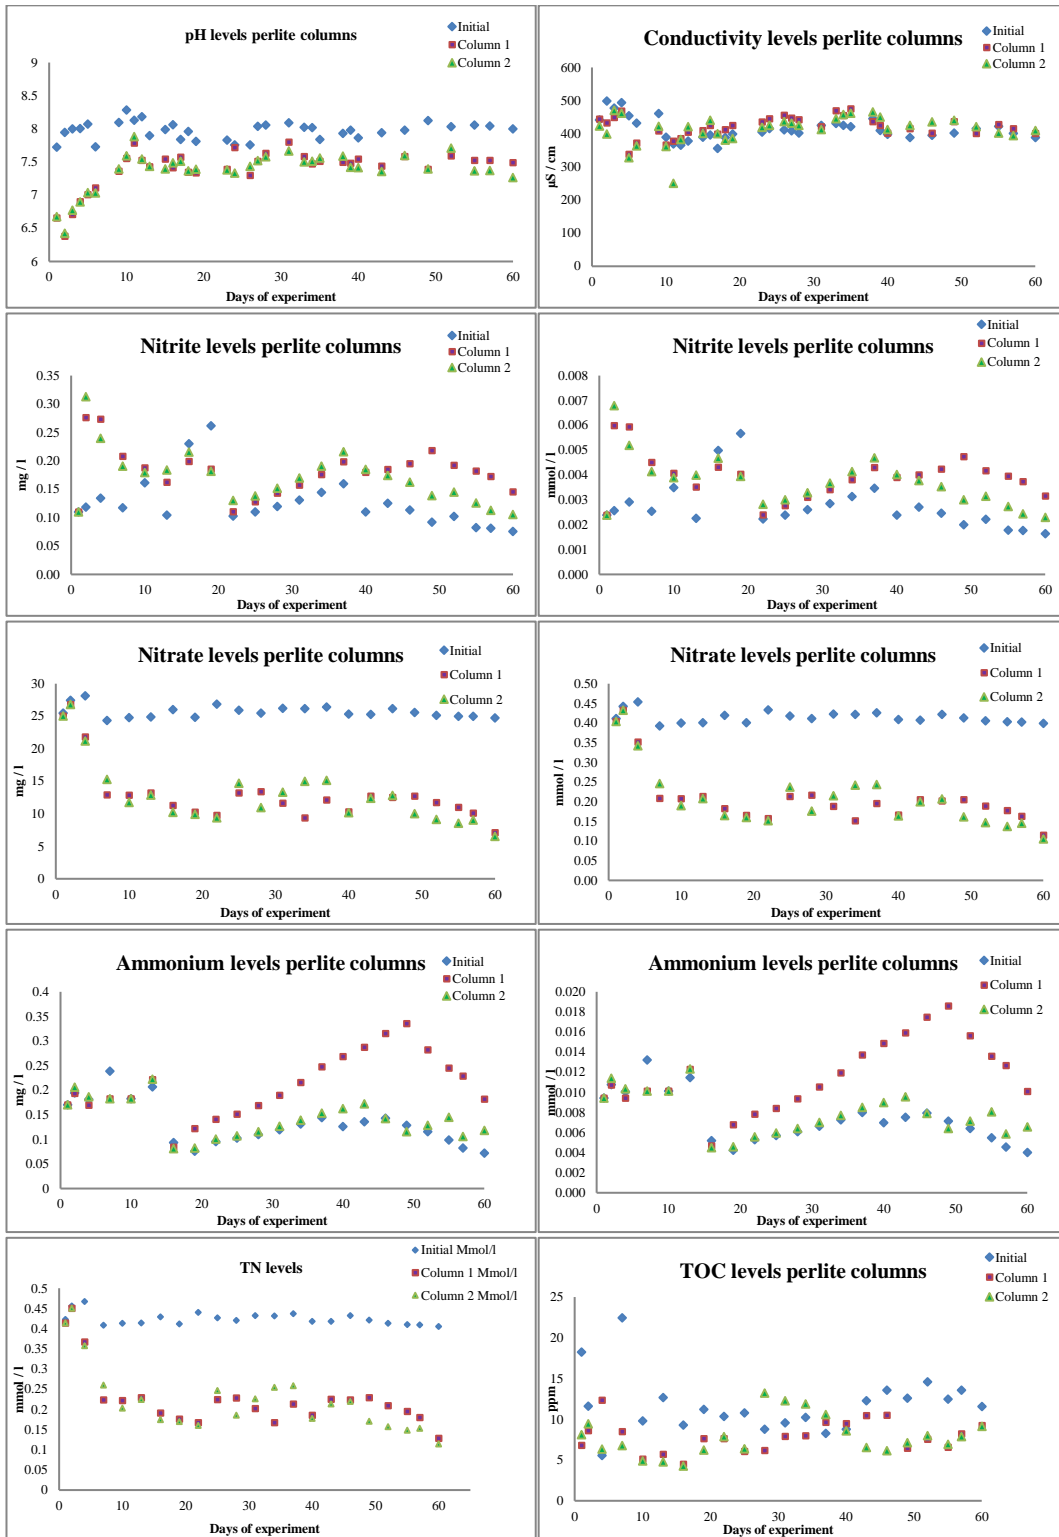 pH levels perlite columns
Initial
Column 1
Column 2
9
8.5
8
7.5
7
6.5
6
0 10 20 30 40 50 60
Days of experiment
Conductivity levels perlite columns
Initial
Column 1
Column 2
µS / cm
600
500
400
300
200
100
0
0 10 20 30 40 50 60
Days of experiment
Nitrite levels perlite columns
Initial
Column 1
Column 2
mg / l
0.35
0.30
0.25
0.20
0.15
0.10
0.05
0.00
0 10 20 30 40 50 60
Days of experiment
Nitrite levels perlite columns
Initial
Column 1
Column 2
mmol / l
0.008
0.007
0.006
0.005
0.004
0.003
0.002
0.001
0.000
0 10 20 30 40 50 60
Days of experiment
Nitrate levels perlite columns
Initial
Column 1
Column 2
mg / l
30
25
20
15
10
5
0
0 10 20 30 40 50 60
Days of experiment
Nitrate levels perlite columns
Initial
Column 1
Column 2
mmol / l
0.50
0.45
0.40
0.35
0.30
0.25
0.20
0.15
0.10
0.05
0.00
0 10 20 30 40 50 60
Days of experiment
Ammonium levels perlite columns
Initial
Column 1
Column 2
mg / l
0.4
0.35
0.3
0.25
0.2
0.15
0.1
0.05
0
0 10 20 30 40 50 60
Days of experiment
Ammonium levels perlite columns
Initial
Column 1
Column 2
mmol / l
0.020
0.018
0.016
0.014
0.012
0.010
0.008
0.006
0.004
0.002
0.000
0 10 20 30 40 50 60
Days of experiment
TN levels
Initial Mmol/l
Column 1 Mmol/l
Column 2 Mmol/l
mmol / l
0.5
0.45
0.4
0.35
0.3
0.25
0.2
0.15
0.1
0.05
0
0 10 20 30 40 50 60
Days of experiment
TOC levels perlite columns
Initial
Column 1
Column 2
ppm
25
20
15
10
5
0
0 10 20 30 40 50 60
Days of experiment